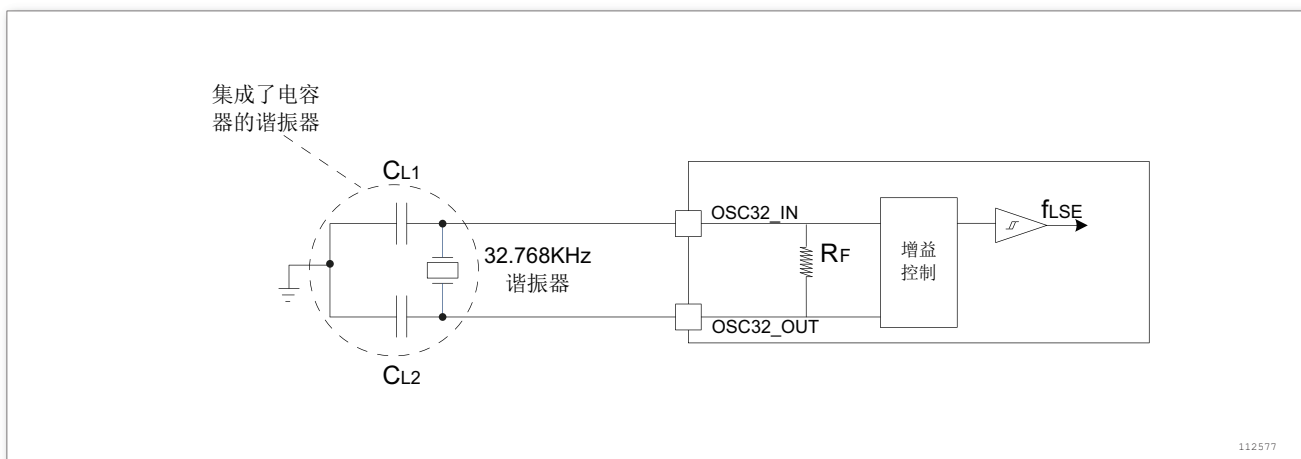 集成了电容
器的谐振器
CL1
OSC32_IN
fLSE
32.768KHz
谐振器
RF
增益
控制
OSC32_OUT
CL2
112577